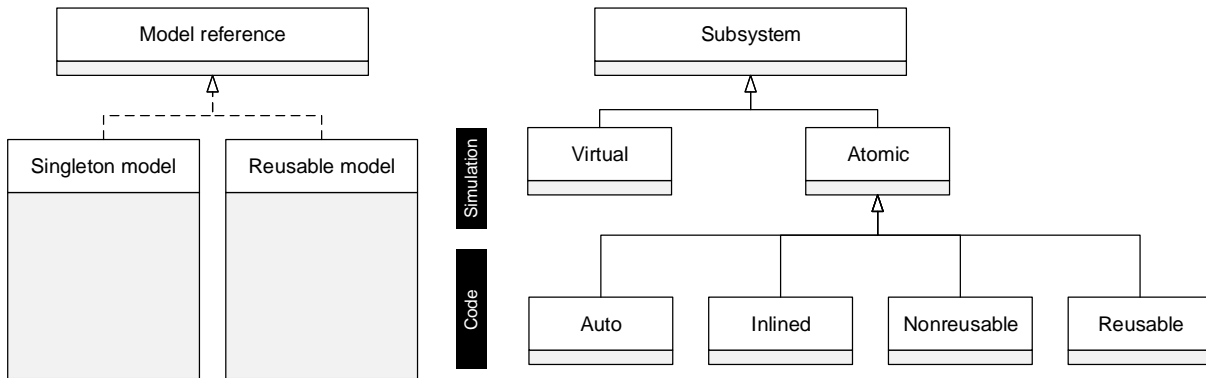 Model reference
Subsystem
Singleton model
Reusable model
Simulation
Virtual
Atomic
Code
Auto
Inlined
Nonreusable
Reusable